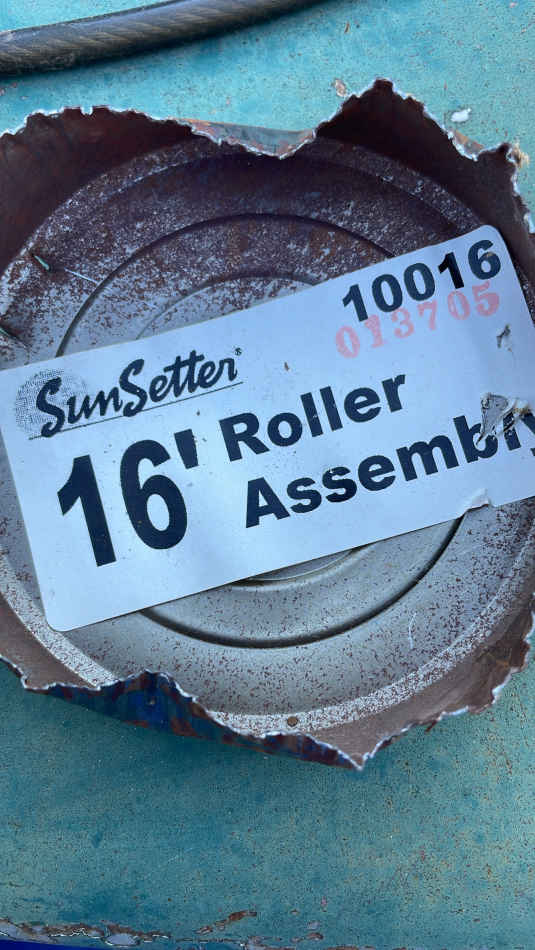 10016
013705
SunSetter®
16' Roller
Assembly